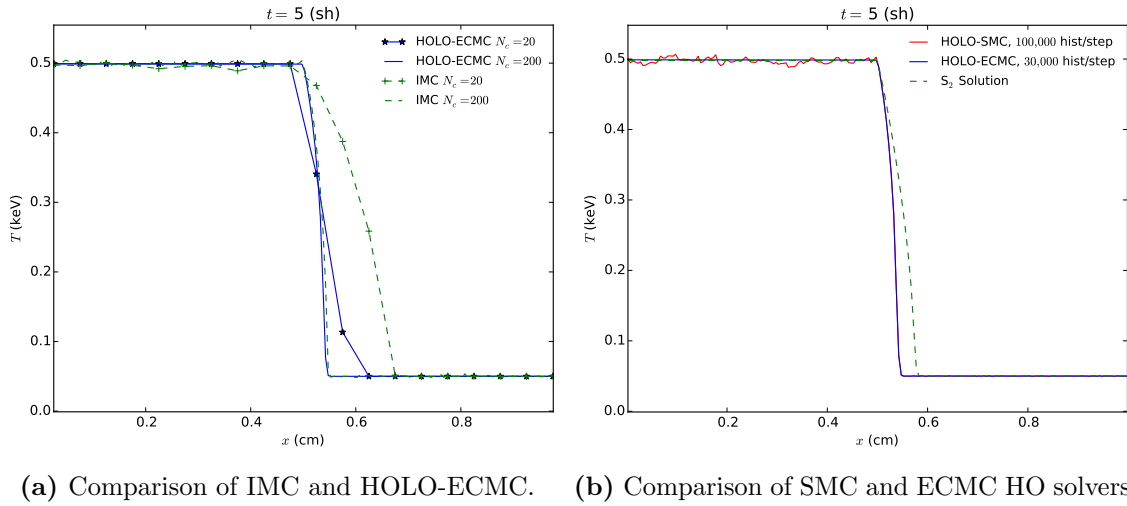 t = 5 (sh)
HOLO-ECMC N_c = 20
HOLO-ECMC N_c = 200
IMC N_c = 20
IMC N_c = 200
0.5
0.4
0.3
0.2
0.1
0.0
T (keV)
0.2 0.4 0.6 0.8
x (cm)
(a) Comparison of IMC and HOLO-ECMC.
t = 5 (sh)
HOLO-SMC, 100,000 hist/step
HOLO-ECMC, 30,000 hist/step
S₂ Solution
0.5
0.4
0.3
0.2
0.1
0.0
T (keV)
0.2 0.4 0.6 0.8
x (cm)
(b) Comparison of SMC and ECMC HO solvers